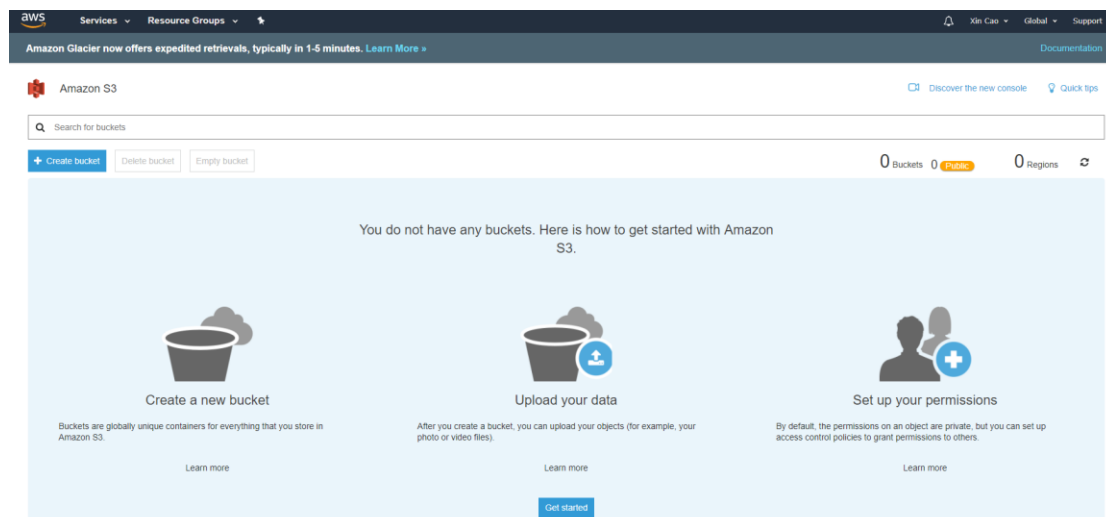 aws Services Resource Groups Xin Cao Global Support
Amazon Glacier now offers expedited retrievals, typically in 1-5 minutes. Learn More » Documentation
Amazon S3 Discover the new console Quick tips
Search for buckets
Create bucket Delete bucket Empty bucket 0 Buckets 0 Public 0 Regions
You do not have any buckets. Here is how to get started with Amazon
S3.
Create a new bucket
Buckets are globally unique containers for everything that you store in
Amazon S3.
Learn more
Upload your data
After you create a bucket, you can upload your objects (for example, your
photo or video files).
Learn more
Set up your permissions
By default, the permissions on an object are private, but you can set up
access control policies to grant permissions to others.
Learn more
Get started